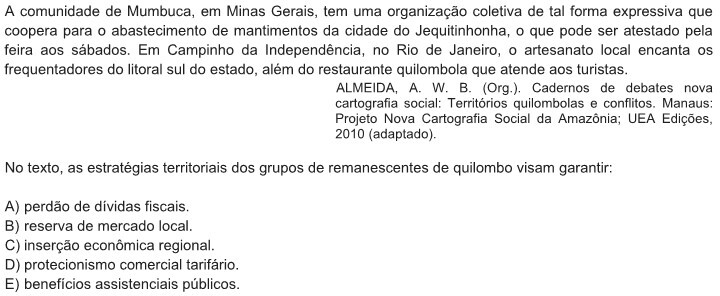 A comunidade de Mumbuca, em Minas Gerais, tem uma organização coletiva de tal forma expressiva que
coopera para o abastecimento de mantimentos da cidade do Jequitinhonha, o que pode ser atestado pela
feira aos sábados. Em Campinho da Independência, no Rio de Janeiro, o artesanato local encanta os
frequentadores do litoral sul do estado, além do restaurante quilombola que atende aos turistas.
ALMEIDA, A. W. B. (Org.). Cadernos de debates nova
cartografia social: Territórios quilombolas e conflitos. Manaus:
Projeto Nova Cartografia Social da Amazônia; UEA Edições,
2010 (adaptado).
No texto, as estratégias territoriais dos grupos de remanescentes de quilombo visam garantir:
A) perdão de dívidas fiscais.
B) reserva de mercado local.
C) inserção econômica regional.
D) protecionismo comercial tarifário.
E) benefícios assistenciais públicos.